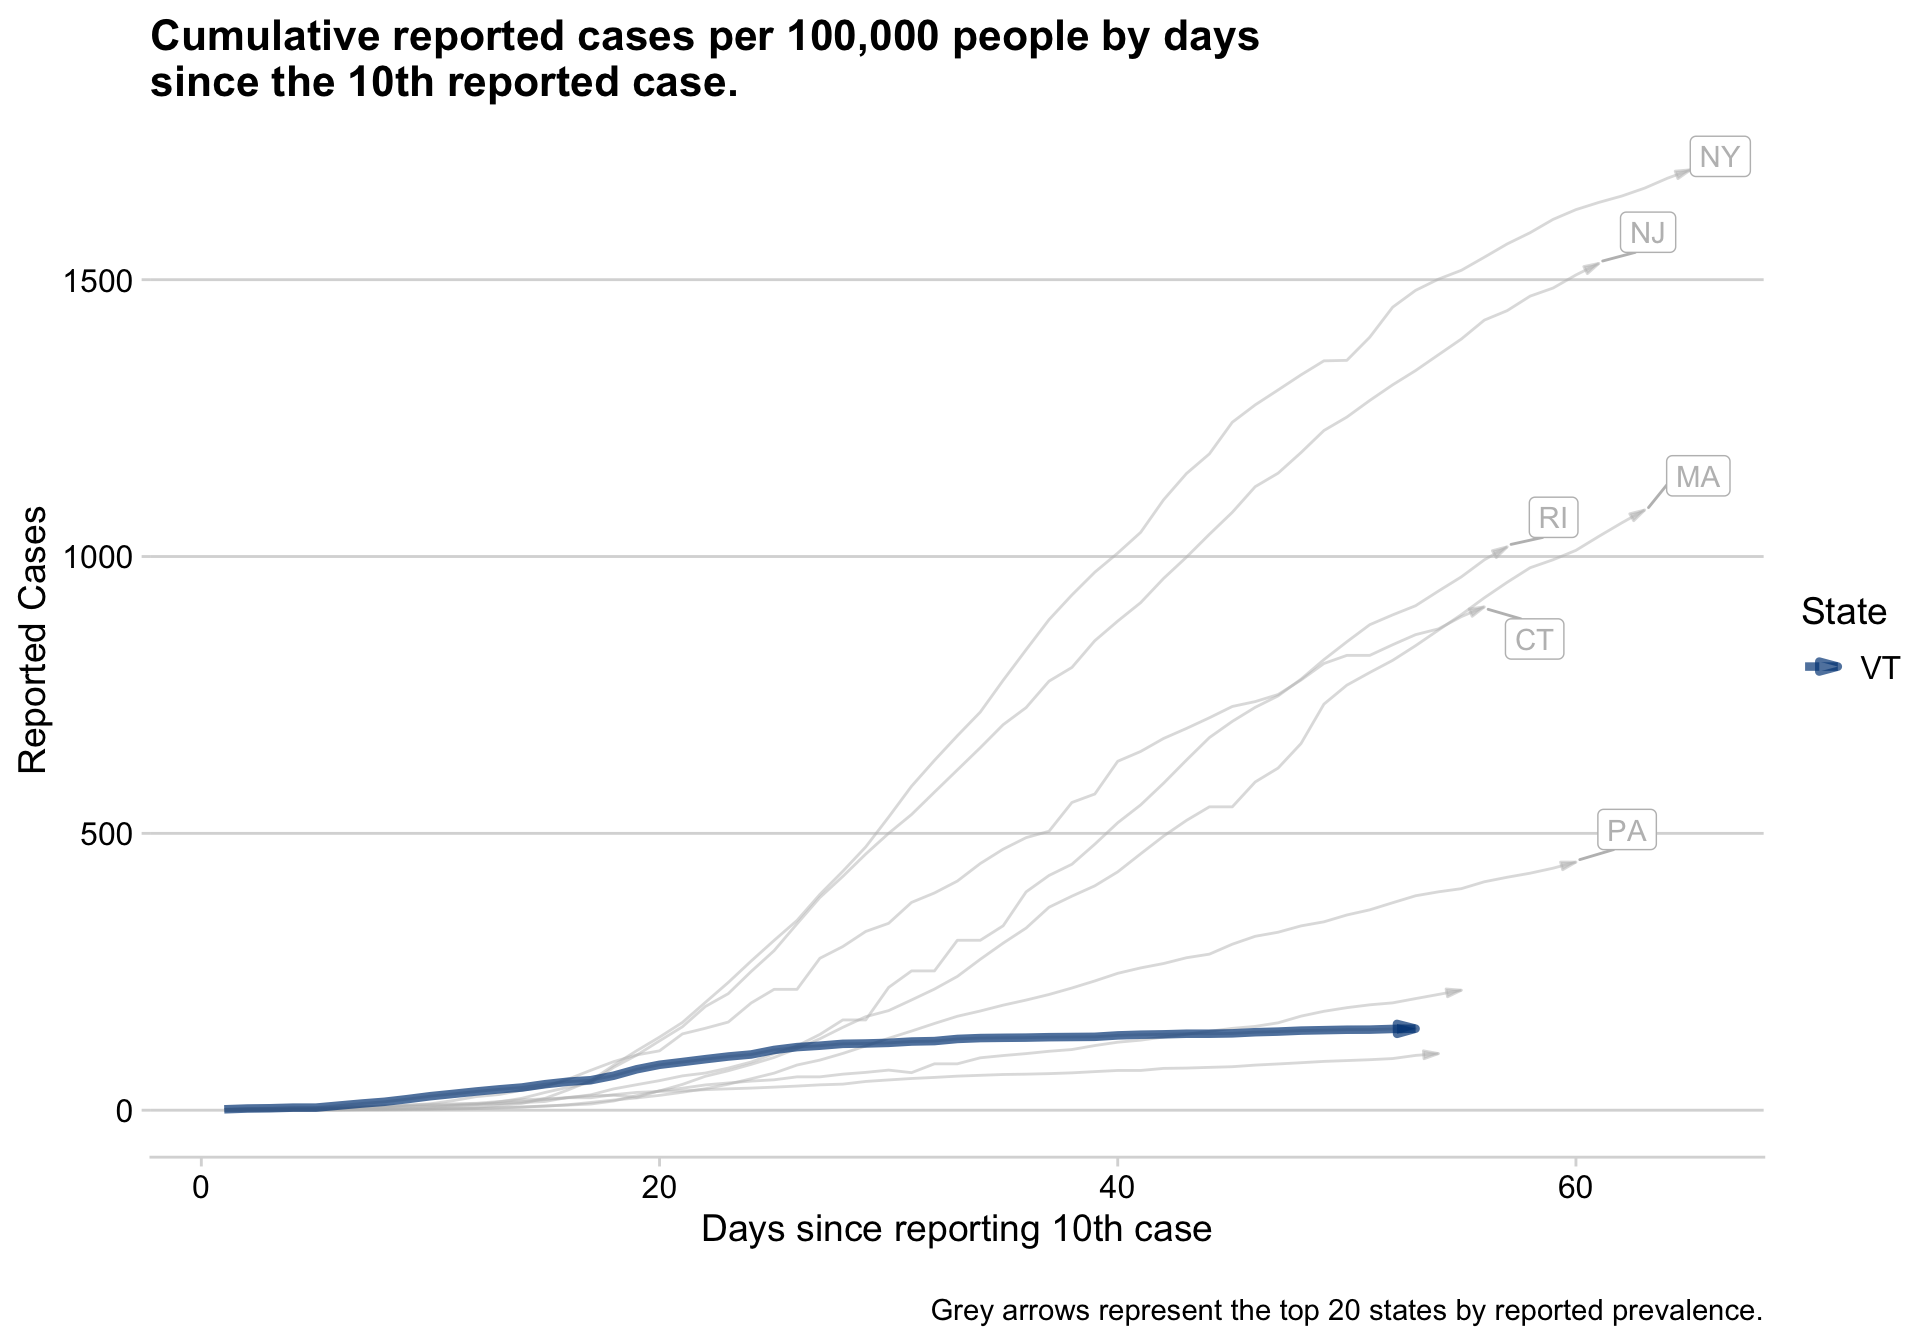 Cumulative reported cases per 100,000 people by days
since the 10th reported case.
NY
NJ
MA
RI
CT
PA
1500
1000
500
0
Reported Cases
0
20
40
60
Days since reporting 10th case
State
VT
Grey arrows represent the top 20 states by reported prevalence.